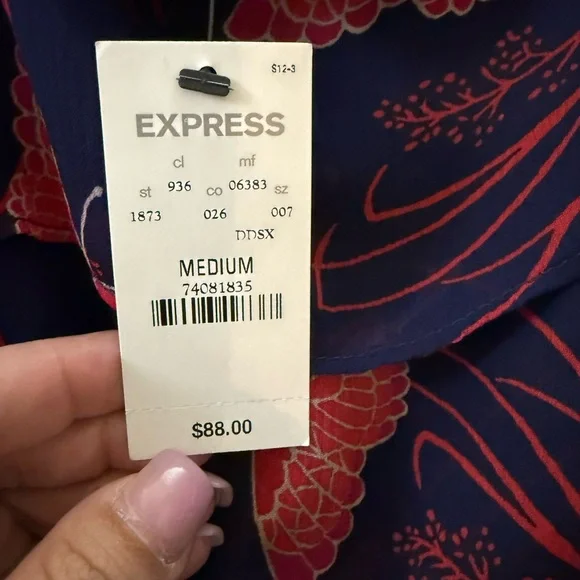 S12-3
EXPRESS
cl mf
st 936 co 06383 sz
1873 026 007
DDSX
MEDIUM
74081835
$88.00